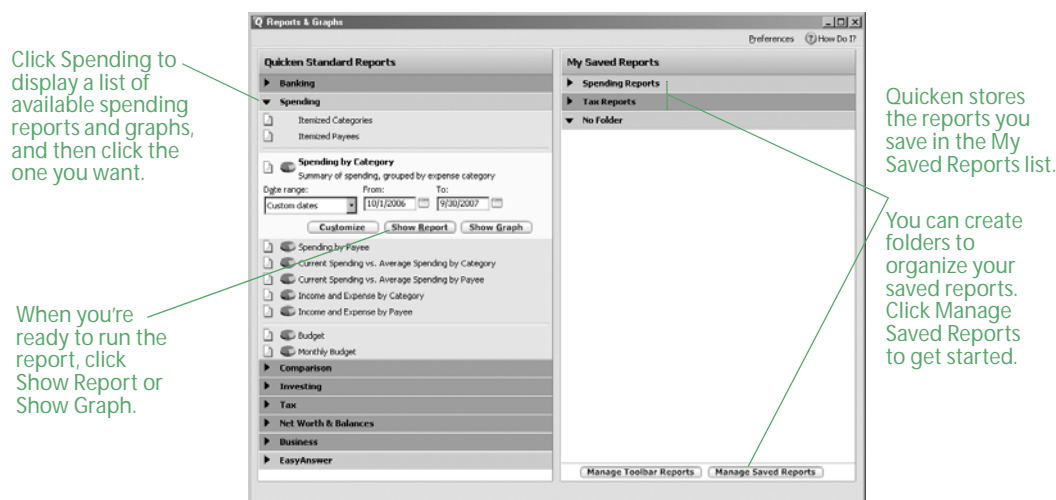 Q Reports & Graphs
Preferences ? How Do I?
Click Spending to
display a list of
available spending
reports and graphs,
and then click the
one you want.
When you're
ready to run the
report, click
Show Report or
Show Graph.
Quicken Standard Reports
Banking
Spending
Itemized Categories
Itemized Payees
Spending by Category
Summary of spending, grouped by expense category
Date range: From: To:
Custom dates 10/1/2006 9/30/2007
Customize Show Report Show Graph
Spending by Payee
Current Spending vs. Average Spending by Category
Current Spending vs. Average Spending by Payee
Income and Expense by Category
Income and Expense by Payee
Budget
Monthly Budget
Comparison
Investing
Tax
Net Worth & Balances
Business
EasyAnswer
My Saved Reports
Spending Reports
Tax Reports
No Folder
Manage Toolbar Reports Manage Saved Reports
Quicken stores
the reports you
save in the My
Saved Reports list.
You can create
folders to
organize your
saved reports.
Click Manage
Saved Reports
to get started.